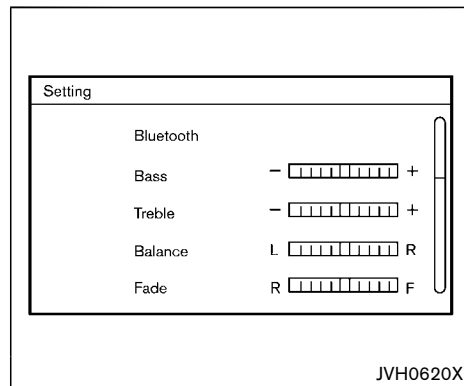 Setting
Bluetooth
Bass - +
Treble - +
Balance L R
Fade R F
JVH0620X